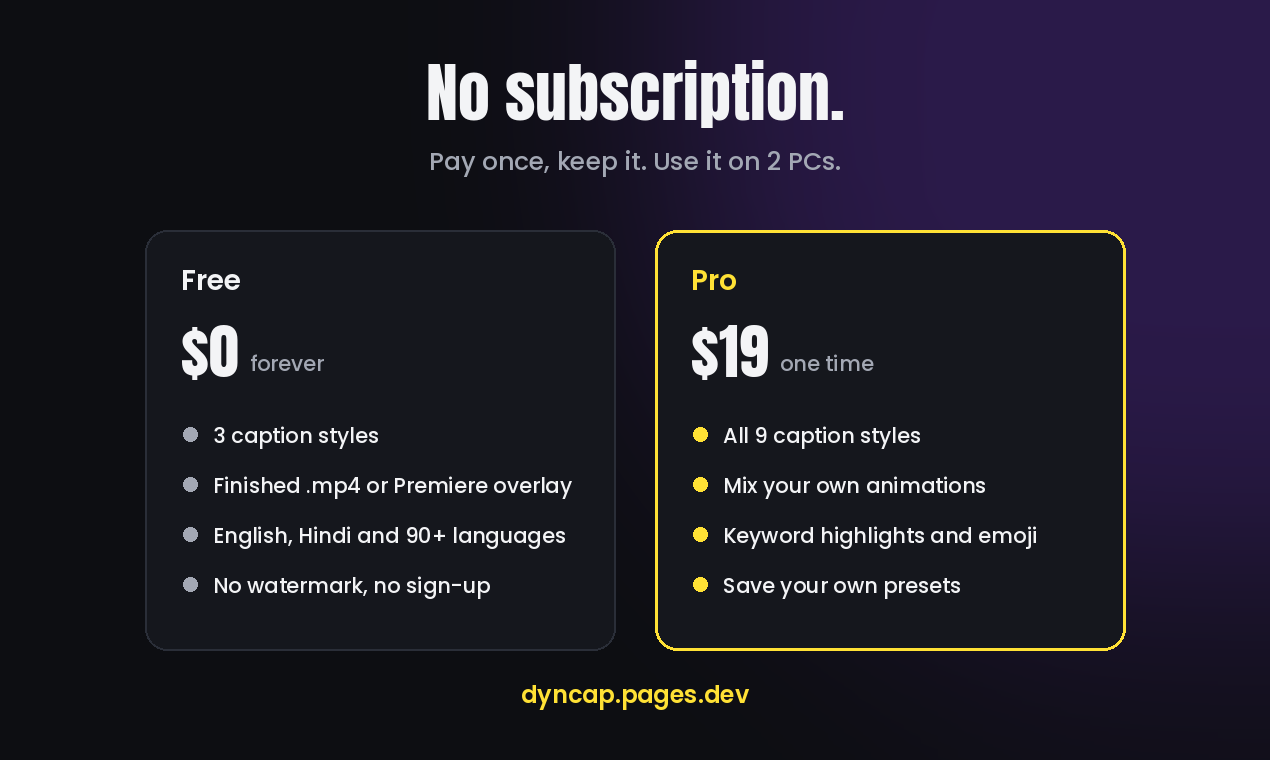 No subscription.
Pay once, keep it. Use it on 2 PCs.
Free
$0 forever
3 caption styles
Finished .mp4 or Premiere overlay
English, Hindi and 90+ languages
No watermark, no sign-up
Pro
$19 one time
All 9 caption styles
Mix your own animations
Keyword highlights and emoji
Save your own presets
dyncap.pages.dev